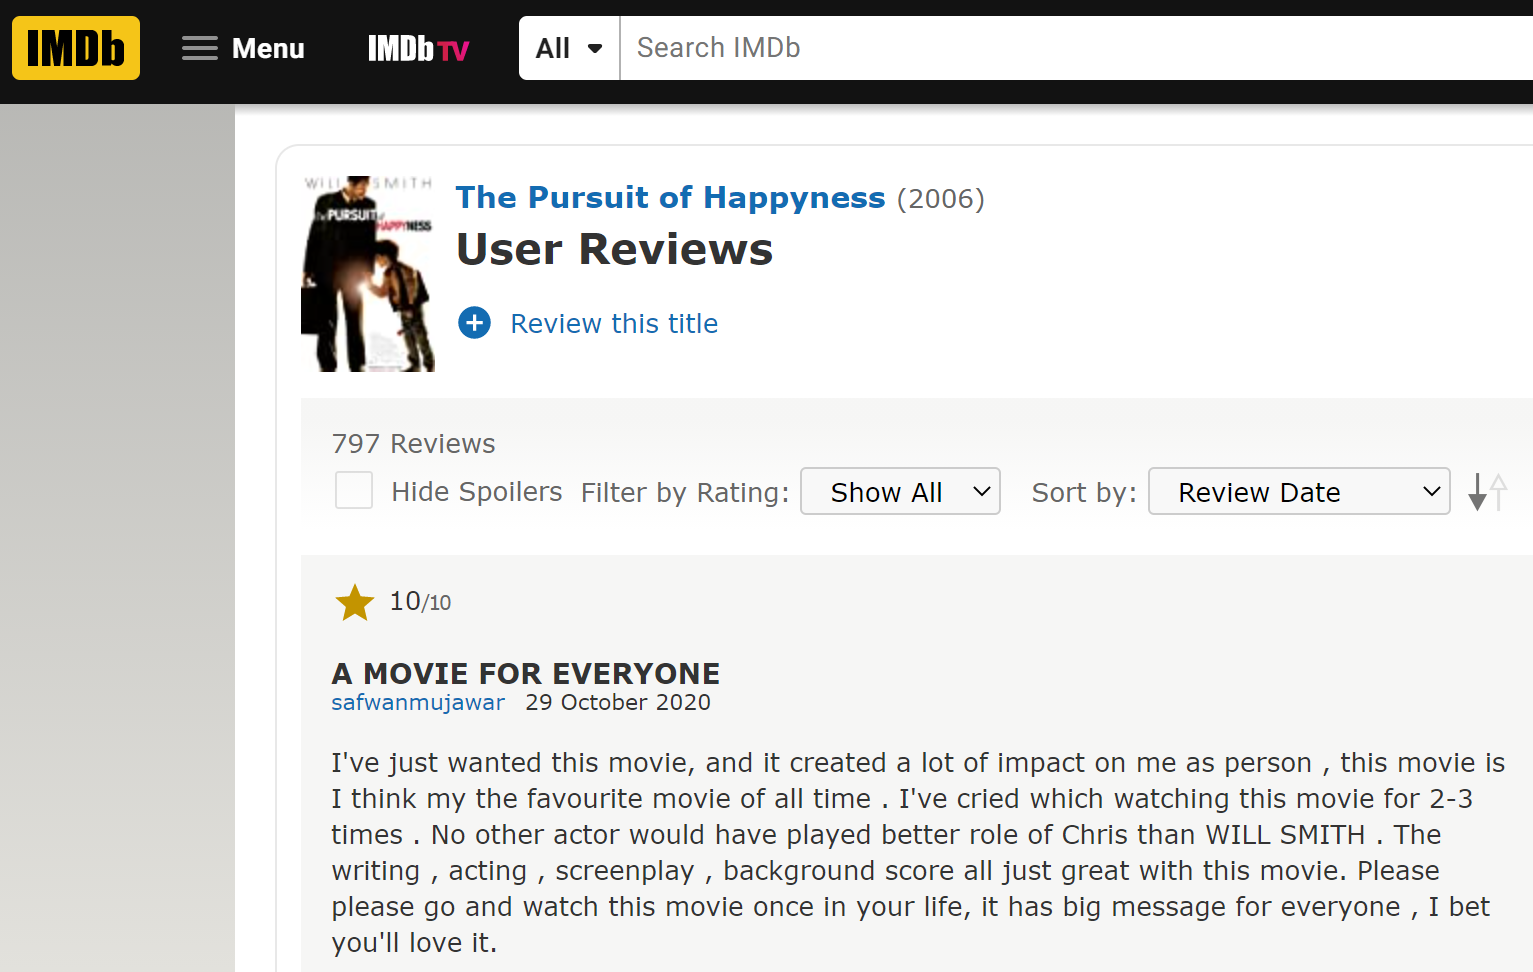 IMDb
Menu
IMDb TV
All
Search IMDb
WILL SMITH
PURSUIT
HAPPYNESS
The Pursuit of Happyness (2006)
User Reviews
Review this title
797 Reviews
Hide Spoilers Filter by Rating: Show All Sort by: Review Date
10/10
A MOVIE FOR EVERYONE
safwanmujawar 29 October 2020
I've just wanted this movie, and it created a lot of impact on me as person , this movie is
I think my the favourite movie of all time . I've cried which watching this movie for 2-3
times . No other actor would have played better role of Chris than WILL SMITH . The
writing , acting , screenplay , background score all just great with this movie. Please
please go and watch this movie once in your life, it has big message for everyone , I bet
you'll love it.